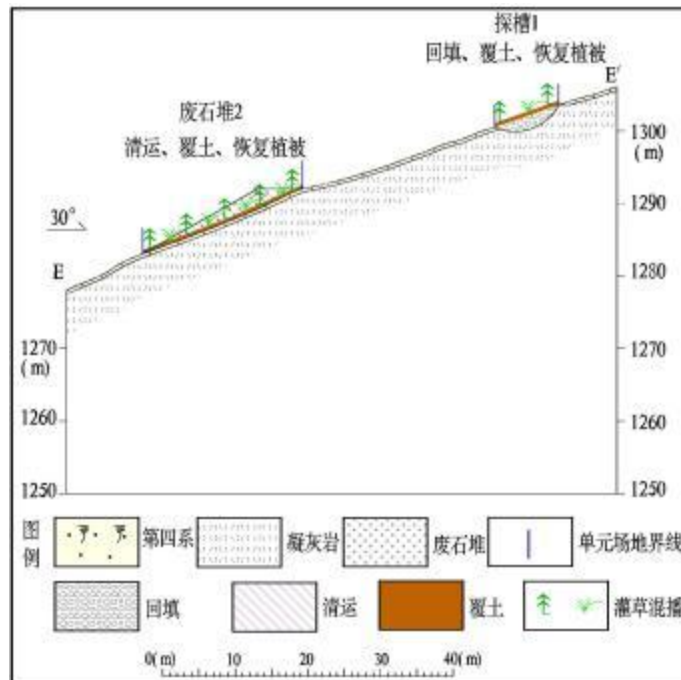 探槽1
回填、覆土、恢复植被
E′
废石堆2
清运、覆土、恢复植被
1300
(m)
1290
30°
E
1280
1270
(m)
1270
1260
1260
1250
1250
图例
第四系
凝灰岩
废石堆
单元场地界线
回填
清运
覆土
灌草混播
0(m) 10 20 30 40(m)